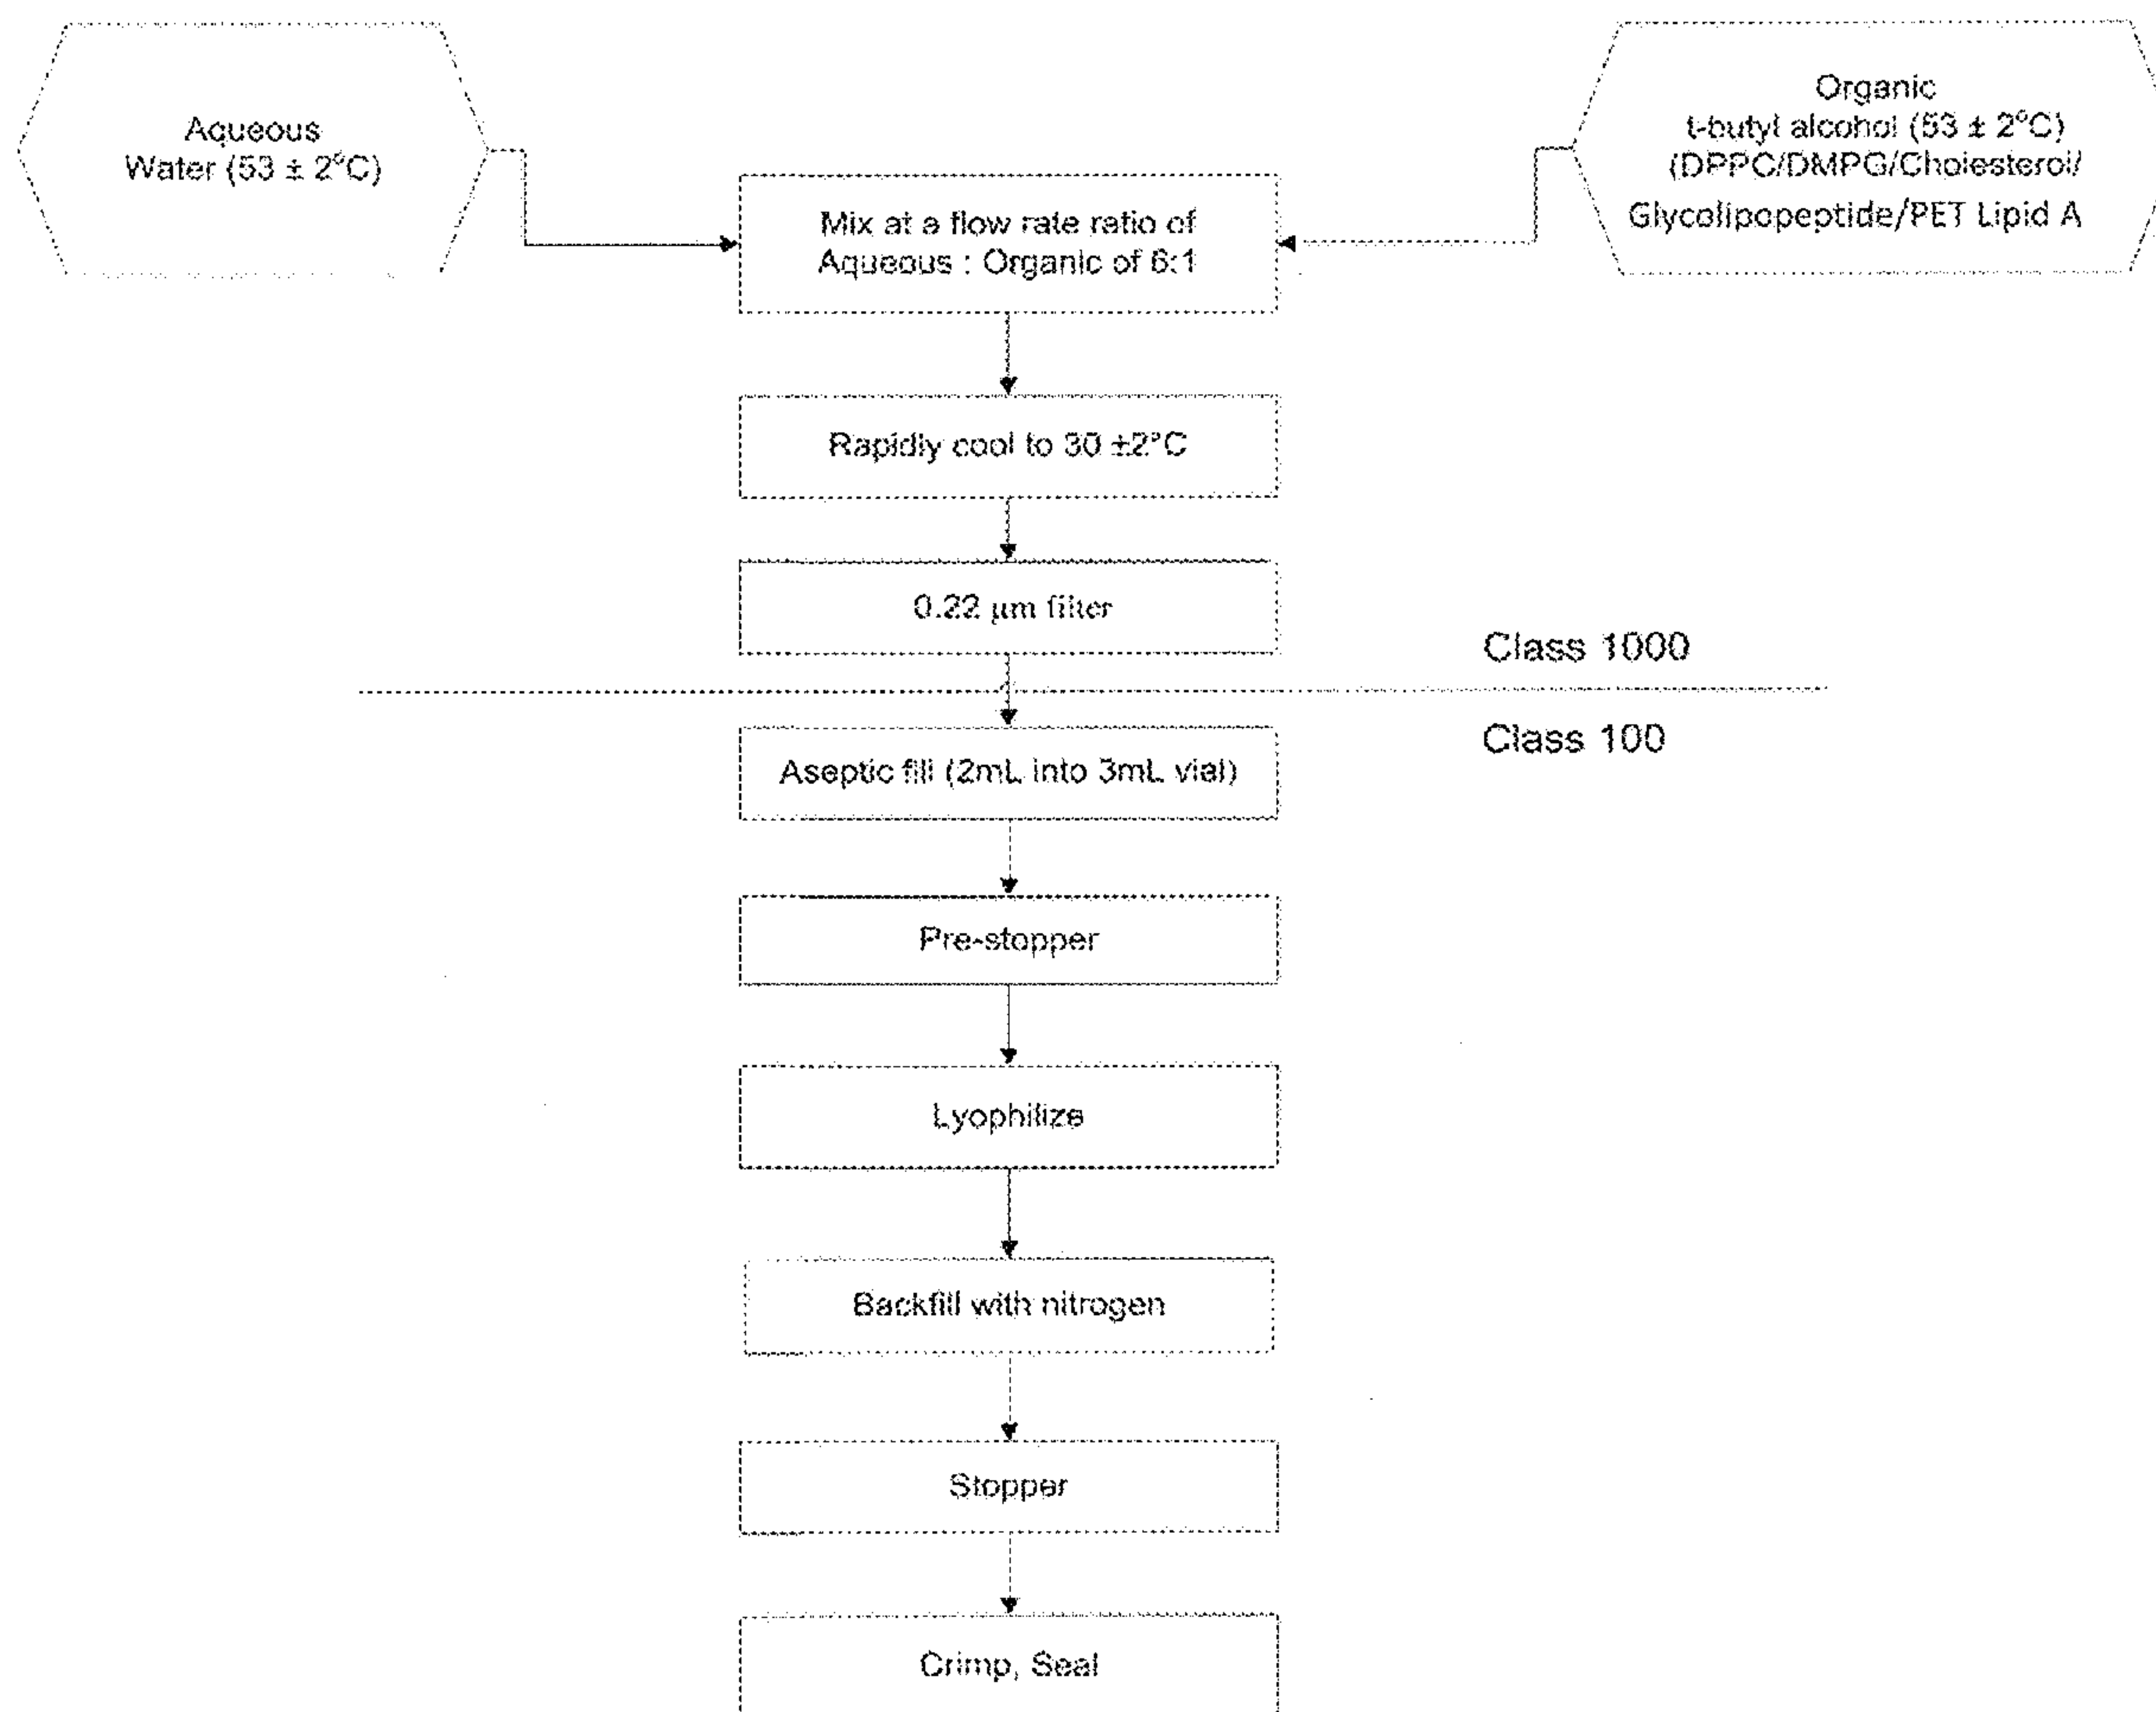 Aqueous
Water (53 ± 2°C)
Organic
t-butyl alcohol (53 ± 2°C)
(DPPC/DMPG/Cholesterol/
Glycolipopeptide/PET Lipid A
Mix at a flow rate ratio of
Aqueous : Organic of 6:1
Rapidly cool to 30 ±2°C
0.22 µm filter
Class 1000
Class 100
Aseptic fill (2mL into 3mL vial)
Pre-stopper
Lyophilize
Backfill with nitrogen
Stopper
Crimp, Seal